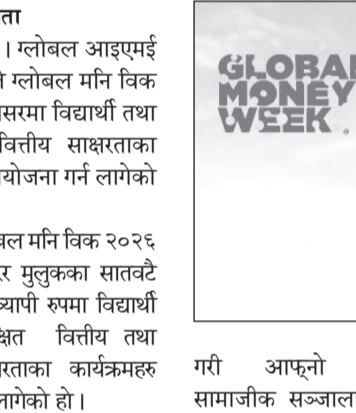 ता
। ग्लोबल आइएमई
ग्लोबल मनि विक
सरमा विद्यार्थी तथा
वित्तीय साक्षरताका
योजना गर्न लागेको
बल मनि विक २०२६
र मुलुकका सातवटै
व्यापी रुपमा विद्यार्थी
क्षित वित्तीय तथा
रताका कार्यक्रमहरु
लागेको हो ।
GLOBAL
MONEY
WEEK
गरी आफ्नो
सामाजीक सञ्जाल